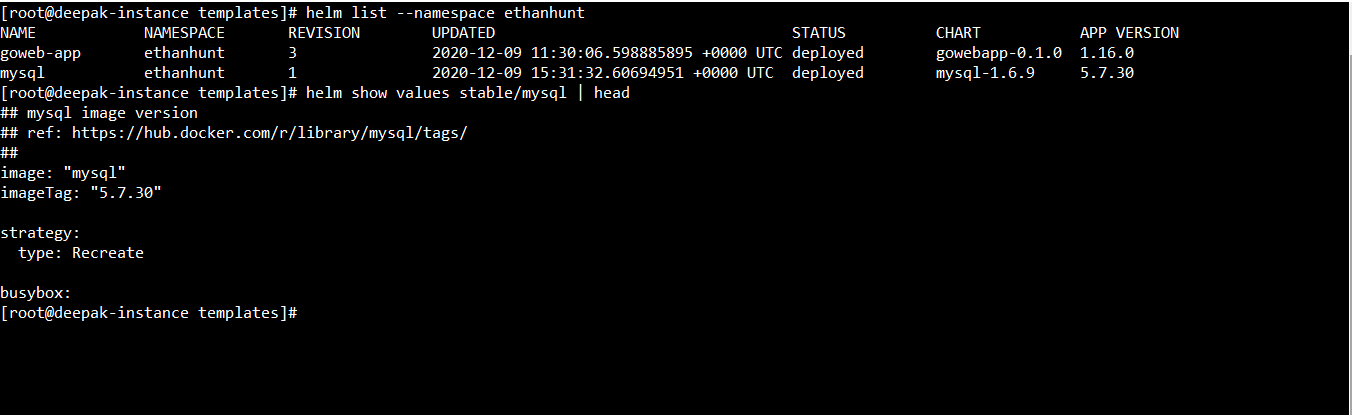 [root@deepak-instance templates]# helm list --namespace ethanhunt
NAME NAMESPACE REVISION UPDATED STATUS CHART APP VERSION
goweb-app ethanhunt 3 2020-12-09 11:30:06.598885895 +0000 UTC deployed gowebapp-0.1.0 1.16.0
mysql ethanhunt 1 2020-12-09 15:31:32.60694951 +0000 UTC deployed mysql-1.6.9 5.7.30
[root@deepak-instance templates]# helm show values stable/mysql | head
## mysql image version
## ref: https://hub.docker.com/r/library/mysql/tags/
##
image: "mysql"
imageTag: "5.7.30"
strategy:
  type: Recreate
busybox:
[root@deepak-instance templates]#